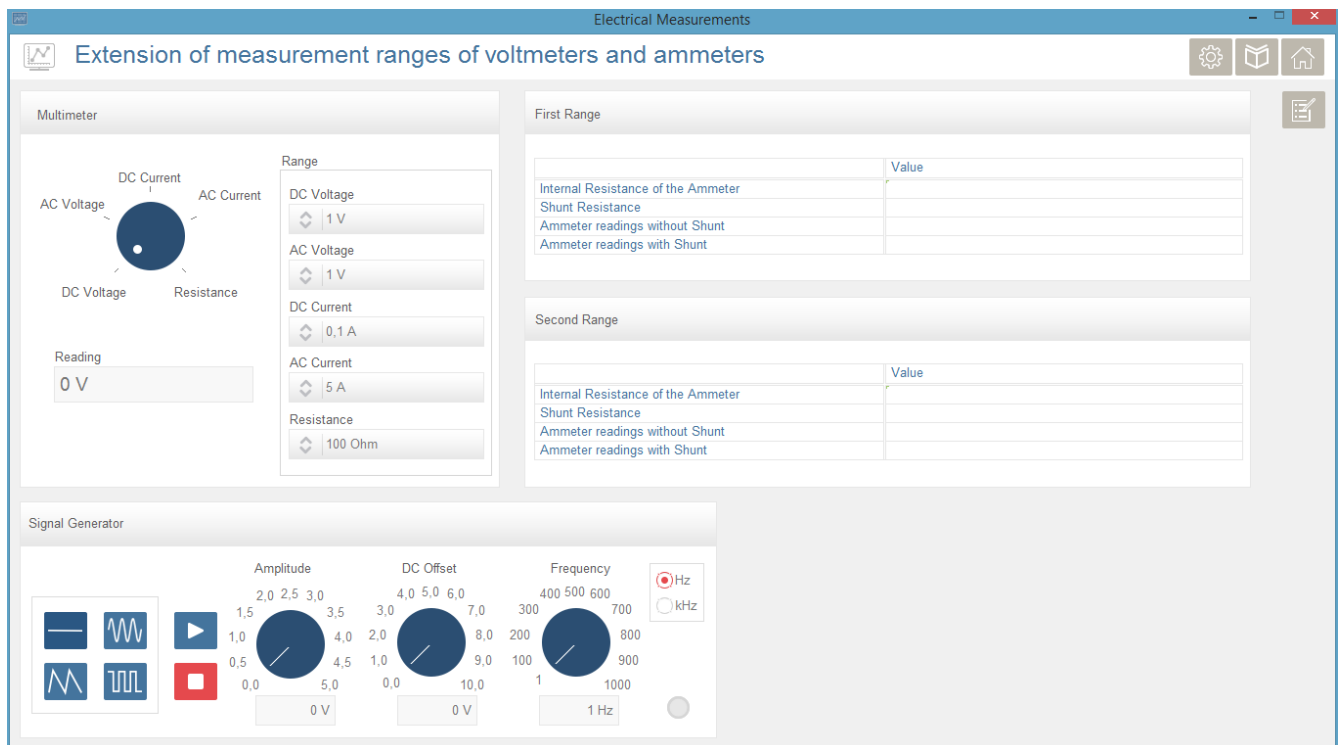 Electrical Measurements
Extension of measurement ranges of voltmeters and ammeters
Multimeter
DC Current
AC Voltage
AC Current
DC Voltage
Resistance
Reading
0 V
Range
DC Voltage
1 V
AC Voltage
1 V
DC Current
0,1 A
AC Current
5 A
Resistance
100 Ohm
First Range
Value
Internal Resistance of the Ammeter
Shunt Resistance
Ammeter readings without Shunt
Ammeter readings with Shunt
Second Range
Value
Internal Resistance of the Ammeter
Shunt Resistance
Ammeter readings without Shunt
Ammeter readings with Shunt
Signal Generator
Amplitude
2,0 2,5 3,0
1,5 3,5
1,0 4,0
0,5 4,5
0,0 5,0
0 V
DC Offset
4,0 5,0 6,0
3,0 7,0
2,0 8,0
1,0 9,0
0,0 10,0
0 V
Frequency
400 500 600
300 700
200 800
100 900
1 1000
1 Hz
Hz
kHz